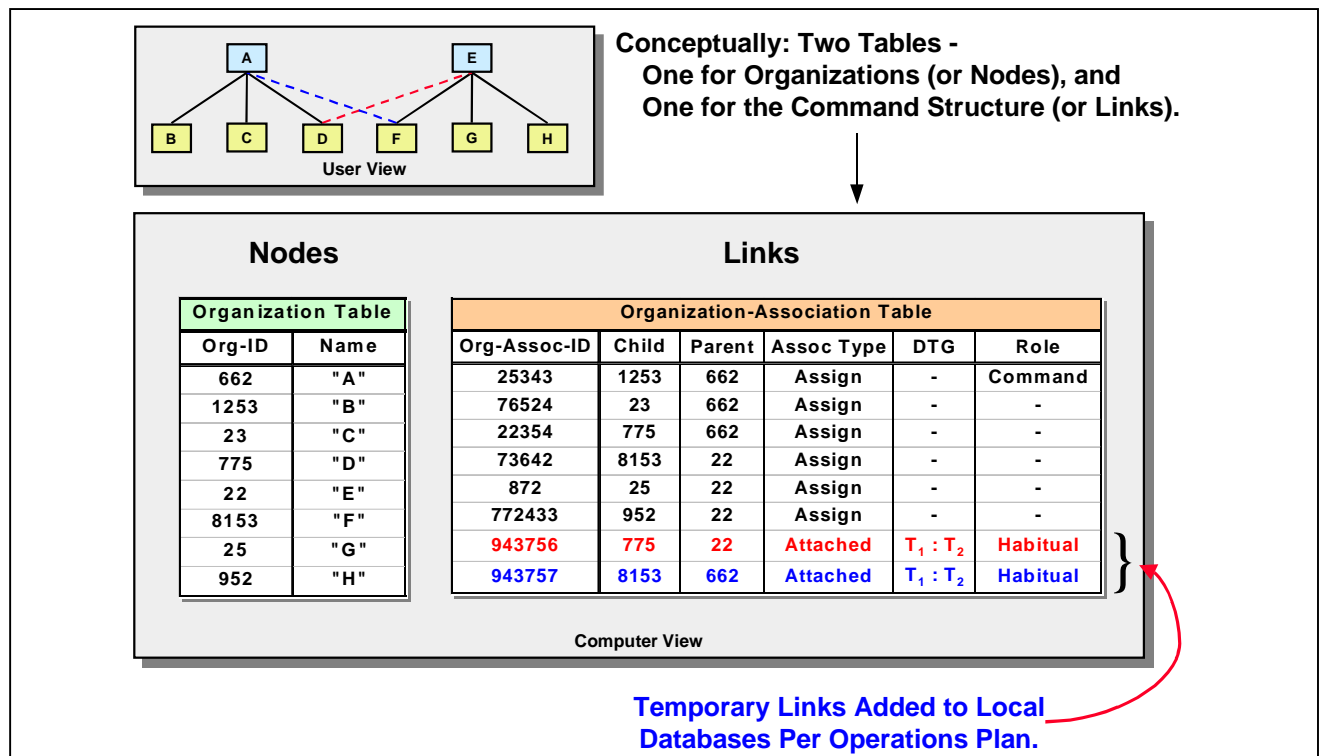 A E
B C D F G H
User View
Conceptually: Two Tables -
One for Organizations (or Nodes), and
One for the Command Structure (or Links).
Nodes
Organization Table
Org-ID Name
662 "A"
1253 "B"
23 "C"
775 "D"
22 "E"
8153 "F"
25 "G"
952 "H"
Links
Organization-Association Table
Org-Assoc-ID Child Parent Assoc Type DTG Role
25343 1253 662 Assign - Command
76524 23 662 Assign - -
22354 775 662 Assign - -
73642 8153 22 Assign - -
872 25 22 Assign - -
772433 952 22 Assign - -
943756 775 22 Attached T1 : T2 Habitual
943757 8153 662 Attached T1 : T2 Habitual
}
Computer View
Temporary Links Added to Local
Databases Per Operations Plan.